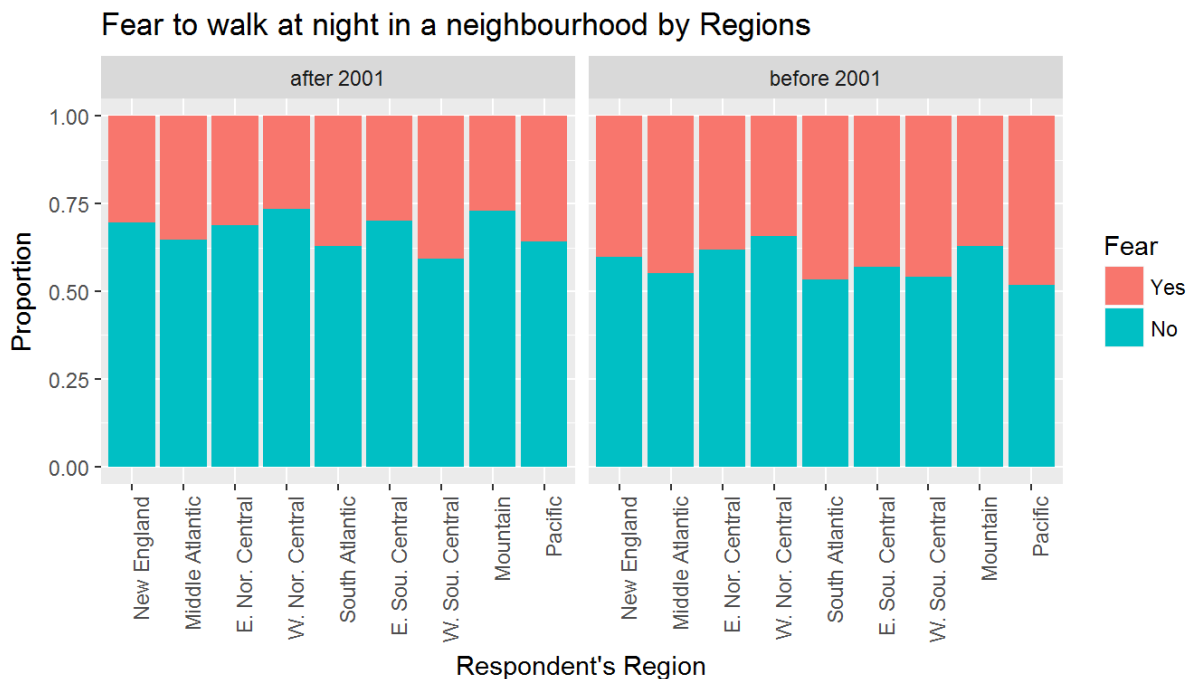 Fear to walk at night in a neighbourhood by Regions
after 2001
before 2001
1.00
0.75
0.50
0.25
0.00
Proportion
New England
Middle Atlantic
E. Nor. Central
W. Nor. Central
South Atlantic
E. Sou. Central
W. Sou. Central
Mountain
Pacific
New England
Middle Atlantic
E. Nor. Central
W. Nor. Central
South Atlantic
E. Sou. Central
W. Sou. Central
Mountain
Pacific
Respondent's Region
Fear
Yes
No